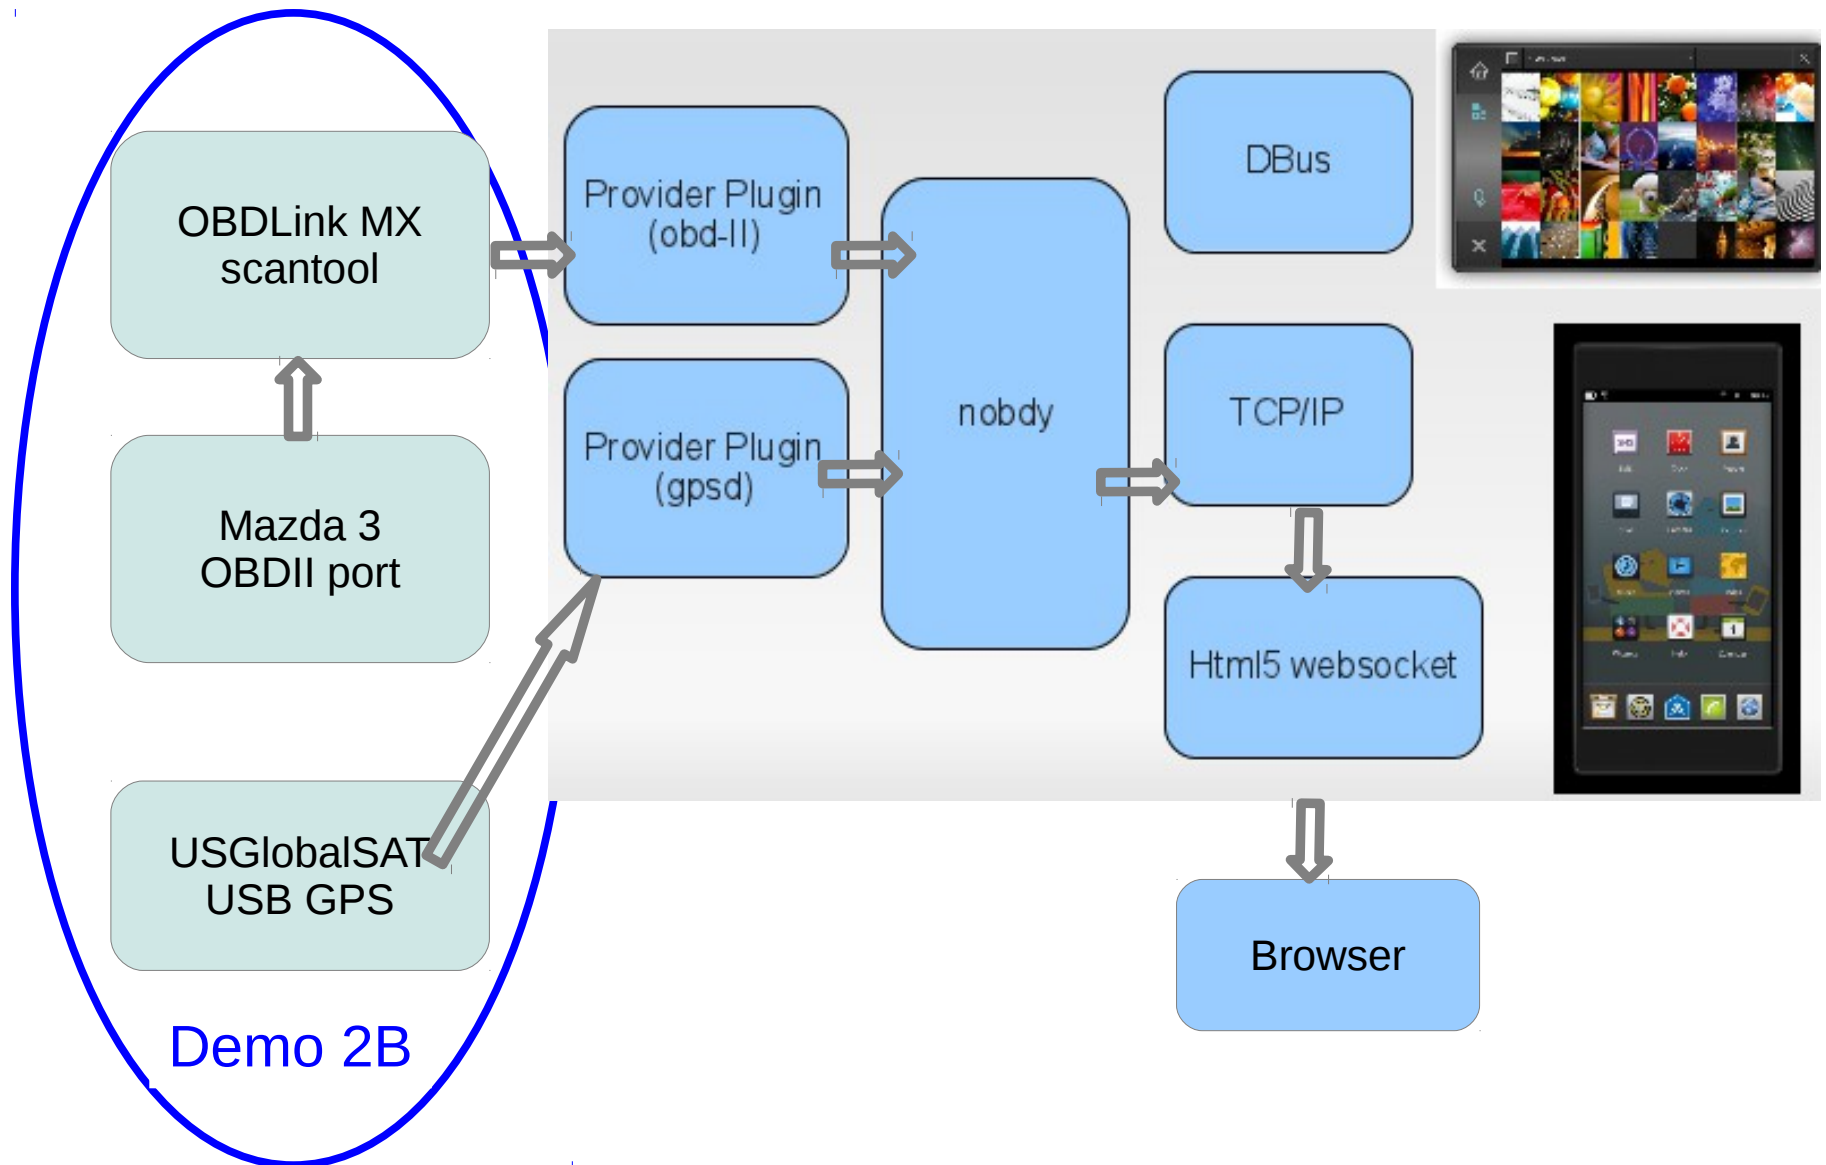 OBDLink MX
scantool
Mazda 3
OBDII port
USGlobalSAT
USB GPS
Demo 2B
Provider Plugin
(obd-II)
Provider Plugin
(gpsd)
nobdy
DBus
TCP/IP
Html5 websocket
Browser